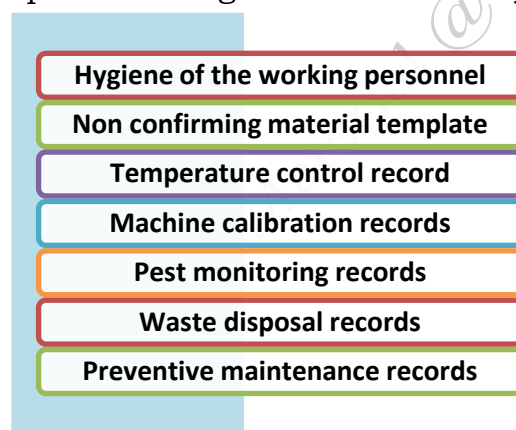 Hygiene of the working personnel
Non confirming material template
Temperature control record
Machine calibration records
Pest monitoring records
Waste disposal records
Preventive maintenance records